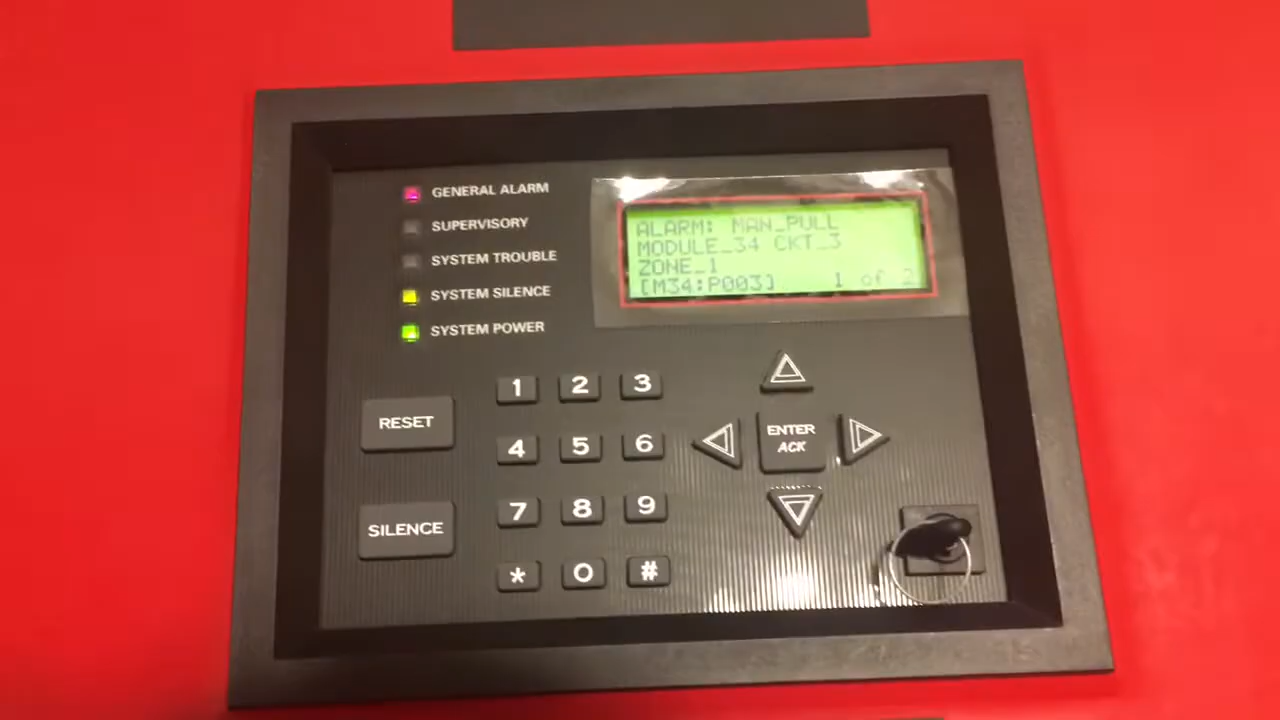 GENERAL ALARM
SUPERVISORY
SYSTEM TROUBLE
SYSTEM SILENCE
SYSTEM POWER
ALARM: MAN_PULL
MODULE_34 CKT_3
ZONE_1
[M34:P003] 1 of 2
RESET
SILENCE
1 2 3
4 5 6
7 8 9
* 0 #
ENTER
ACK